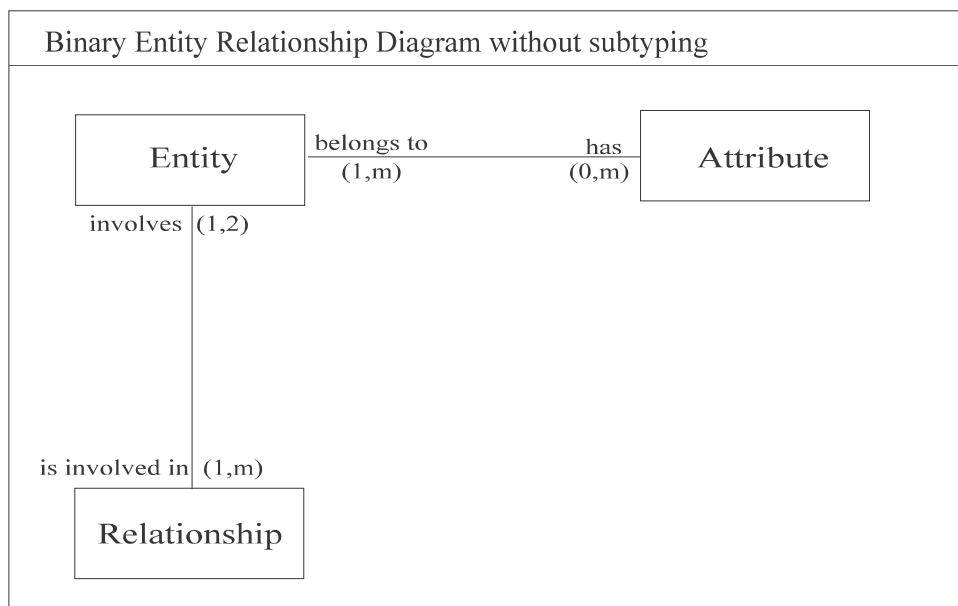 Binary Entity Relationship Diagram without subtyping
Entity
belongs to
(1,m)
has
(0,m)
Attribute
involves (1,2)
is involved in (1,m)
Relationship